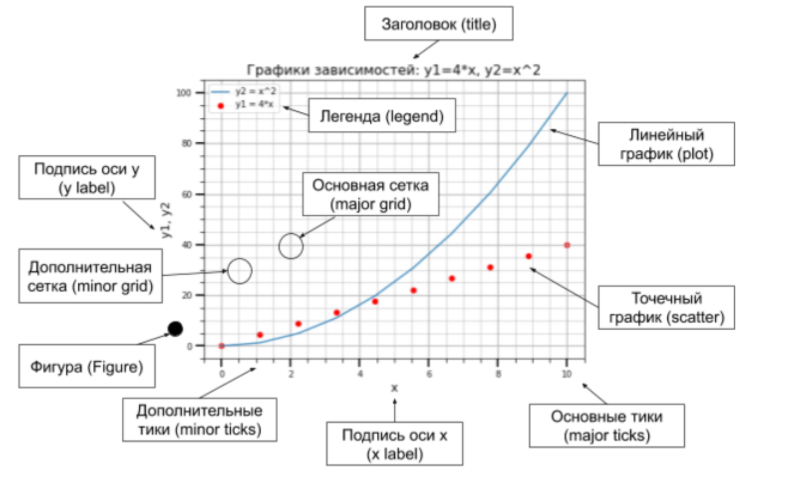 Заголовок (title)
Графики зависимостей: y1=4*x, y2=x^2
y2 = x^2
y1 = 4*x
Легенда (legend)
Линейный
график (plot)
Подпись оси y
(y label)
Основная сетка
(major grid)
y1, y2
Дополнительная
сетка (minor grid)
Точечный
график (scatter)
Фигура (Figure)
100
80
60
40
20
0
0 2 4 6 8 10
x
Дополнительные
тики (minor ticks)
Подпись оси x
(x label)
Основные тики
(major ticks)